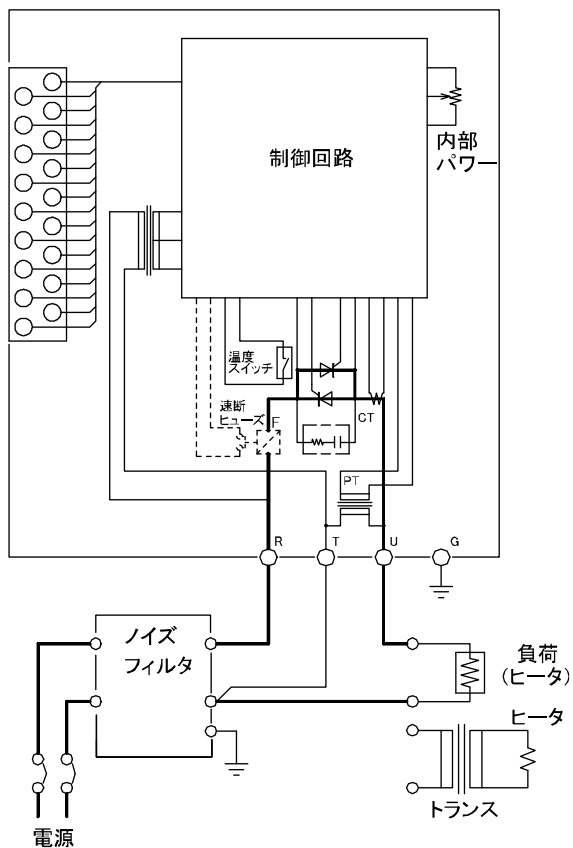 制御回路
内部
パワー
温度
スイッチ
速断
ヒューズ
F
CT
PT
R
T
U
G
ノイズ
フィルタ
負荷
(ヒータ)
ヒータ
トランス
電源